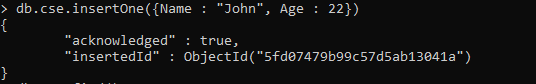 > db.cse.insertOne({Name : "John", Age : 22})
{
"acknowledged" : true,
"insertedId" : ObjectId("5fd07479b99c57d5ab13041a")
}